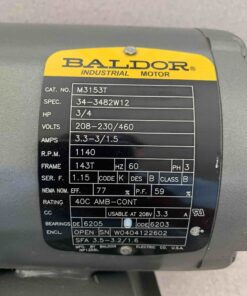 BALDOR
INDUSTRIAL MOTOR
CAT. NO. M3153T
SPEC. 34-3482W12
HP 3/4
VOLTS 208-230/460
AMPS 3.3-3/1.5
R.P.M. 1140
FRAME 143T HZ 60 PH 3
SER. F. 1.15 CODE K DES B CLASS B
NEMA NOM. EFF. 77 % P.F. 59 %
RATING 40C AMB-CONT
CC USABLE AT 208V 3.3 A
BEARINGS DE 6205 ODE 6203
ENCL. OPEN SN W0404122602
SFA 3.5-3.2/1.6
BALDOR ELECTRIC CO.